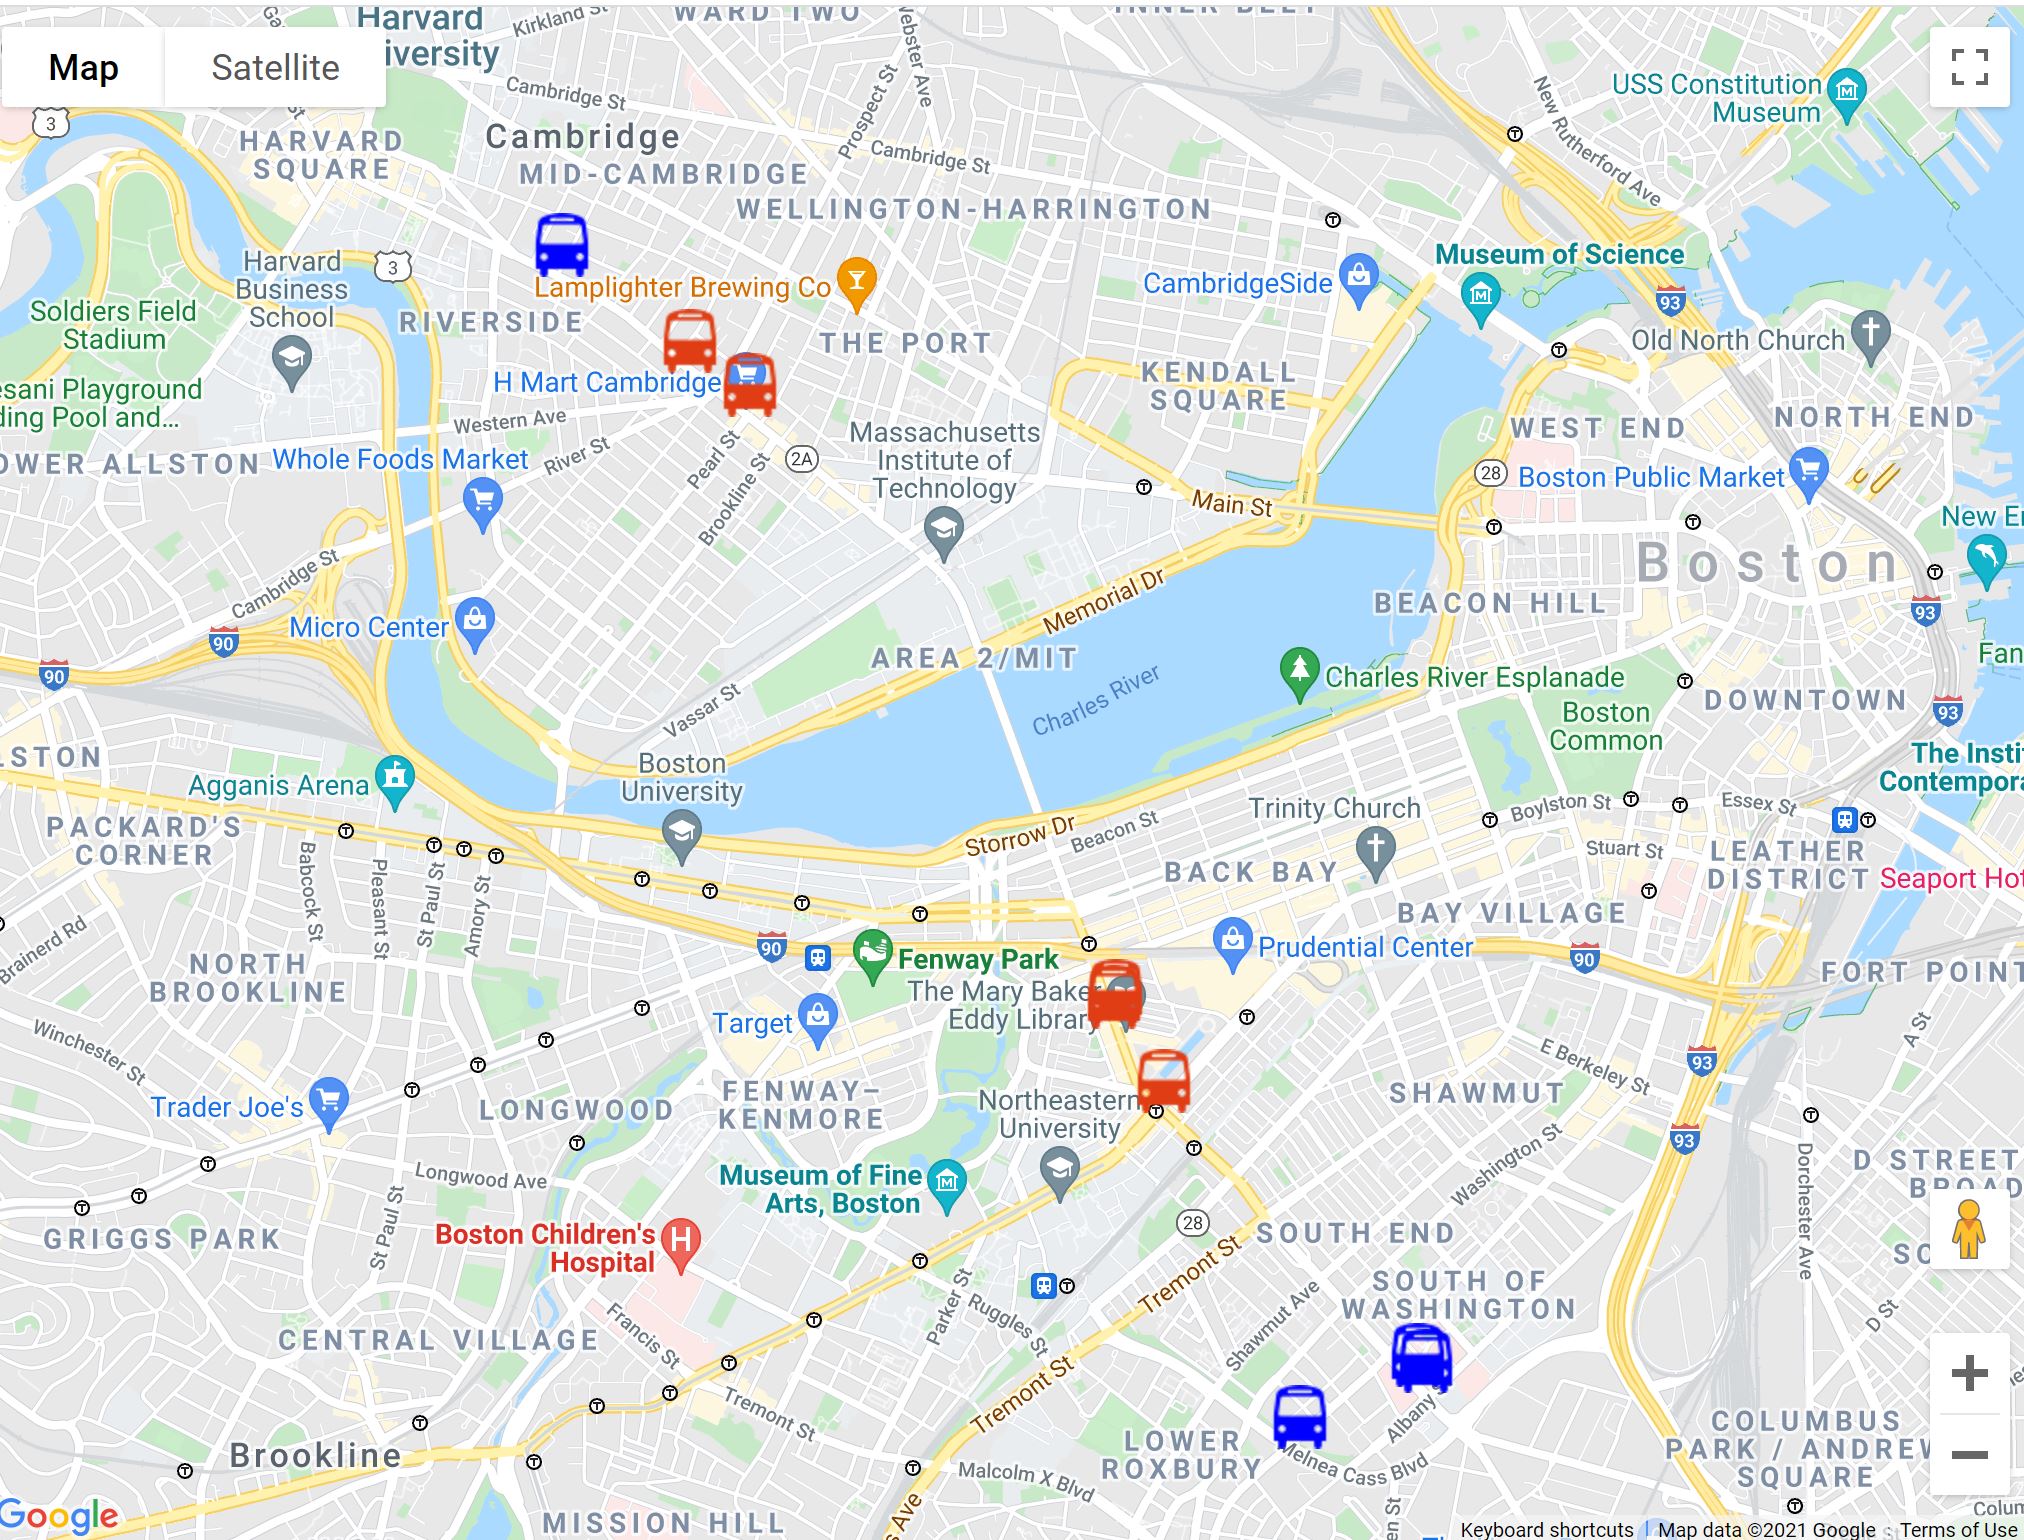 Map
Satellite
Harvard
iversity
Kirkland St
WARD TWO
INNER BELT
Webster Ave
Cambridge St
Prospect St
New Rutherford Ave
USS Constitution
Museum
3
HARVARD
SQUARE
Cambridge
MID-CAMBRIDGE
Cambridge St
WELLINGTON-HARRINGTON
Harvard
Business
School
3
Lamplighter Brewing Co
CambridgeSide
Museum of Science
93
Soldiers Field
Stadium
RIVERSIDE
THE PORT
Old North Church
esani Playground
ding Pool and...
H Mart Cambridge
KENDALL
SQUARE
Western Ave
WEST END
NORTH END
OWER ALLSTON
Whole Foods Market
River St
Pearl St
Brookline St
2A
Massachusetts
Institute of
Technology
28
Boston Public Market
Main St
New En
Cambridge St
Boston
Memorial Dr
BEACON HILL
93
90
Micro Center
90
AREA 2/MIT
Charles River
Charles River Esplanade
Fan
Vassar St
DOWNTOWN
Boston
Common
93
LSTON
Boston
University
The Instit
Contempora
Agganis Arena
Trinity Church
Boylston St
Essex St
PACKARD'S
CORNER
Storrow Dr
Beacon St
Stuart St
LEATHER
DISTRICT
Babcock St
Pleasant St
St Paul St
Amory St
BACK BAY
Seaport Hot
BAY VILLAGE
Brainerd Rd
90
Fenway Park
Prudential Center
90
NORTH
BROOKLINE
The Mary Baker
Eddy Library
FORT POINT
Target
A St
Winchester St
E Berkeley St
93
Trader Joe's
LONGWOOD
FENWAY–
KENMORE
Northeastern
University
SHAWMUT
93
Washington St
Dorchester Ave
Longwood Ave
Museum of Fine
Arts, Boston
D STREET
BROAD
St Paul St
GRIGGS PARK
Boston Children's
Hospital
28
SOUTH END
Tremont St
SO
Parker St
Ruggles St
Shawmut Ave
SOUTH OF
WASHINGTON
D St
CENTRAL VILLAGE
Francis St
Tremont St
Tremont St
Albany S
Brookline
LOWER
ROXBURY
Melnea Cass Blvd
COLUMBUS
PARK / ANDREW
SQUARE
Malcolm X Blvd
Google
MISSION HILL
s Ave
en St
Colum
Keyboard shortcuts
Map data ©2021 Google
Terms of Use